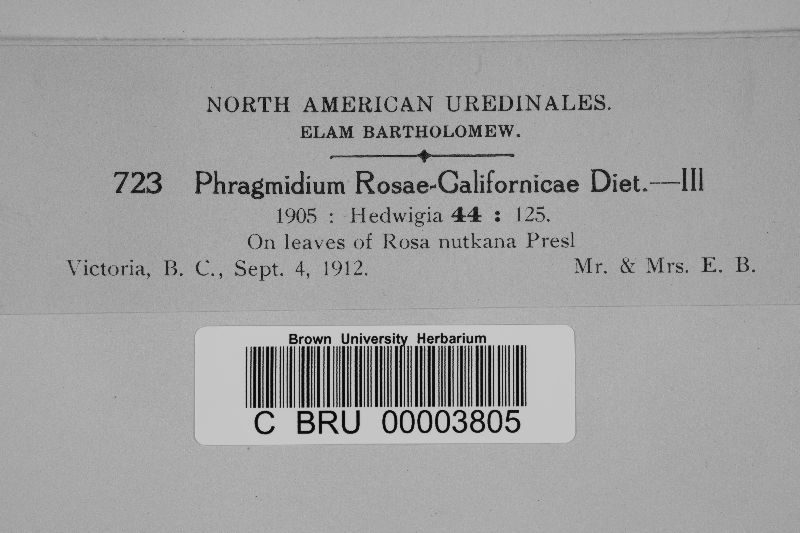 NORTH AMERICAN UREDINALES.
ELAM BARTHOLOMEW.
723 Phragmidium Rosae-Californicae Diet.—III
1905 : Hedwigia 44 : 125.
On leaves of Rosa nutkana Presl
Victoria, B. C., Sept. 4, 1912. Mr. & Mrs. E. B.
Brown University Herbarium
C BRU 00003805